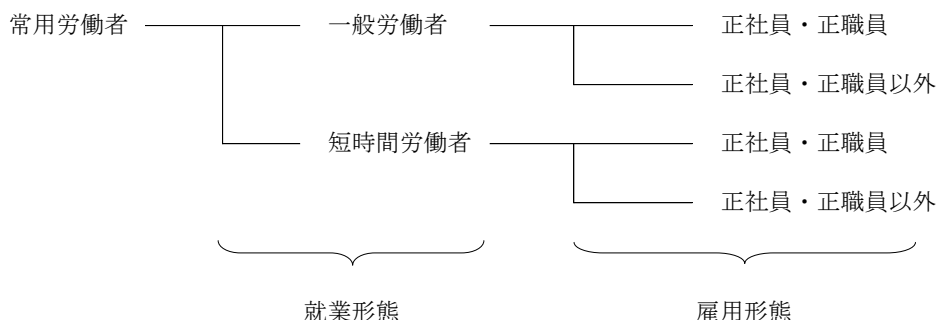 常用労働者 一般労働者 正社員・正職員
正社員・正職員以外
短時間労働者 正社員・正職員
正社員・正職員以外
就業形態 雇用形態